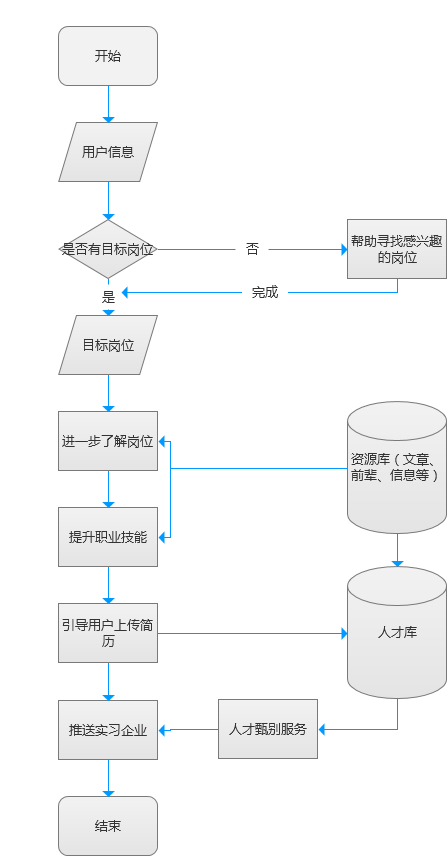 开始
用户信息
是否有目标岗位
否
帮助寻找感兴趣
的岗位
是
完成
目标岗位
进一步了解岗位
资源库（文章、
前辈、信息等）
提升职业技能
引导用户上传简
历
人才库
推送实习企业
人才甄别服务
结束